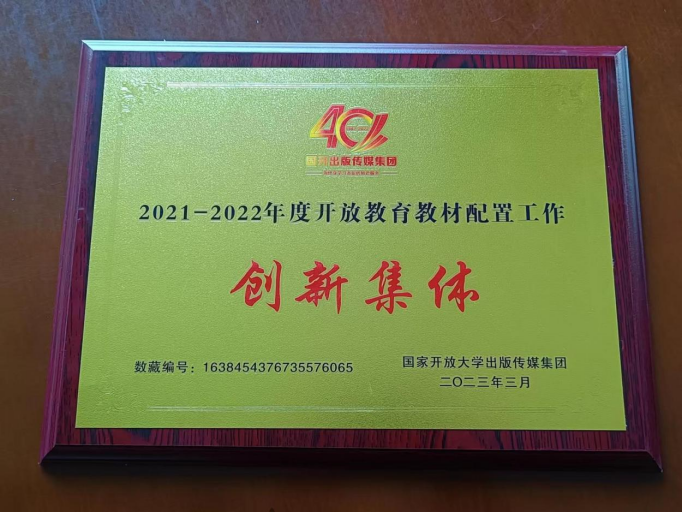 40
国开出版传媒集团
2021-2022年度开放教育教材配置工作
创新集体
数藏编号：1638454376735576065
国家开放大学出版传媒集团
二〇二三年三月